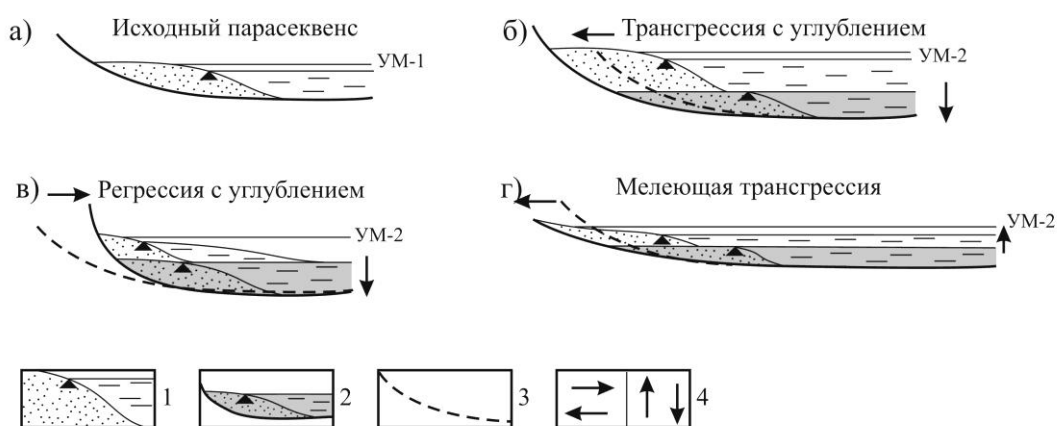 а) Исходный парасеквенс
УМ-1
б) Трансгрессия с углублением
УМ-2
в) Регрессия с углублением
УМ-2
г) Мелеющая трансгрессия
УМ-2
1 2 3 4